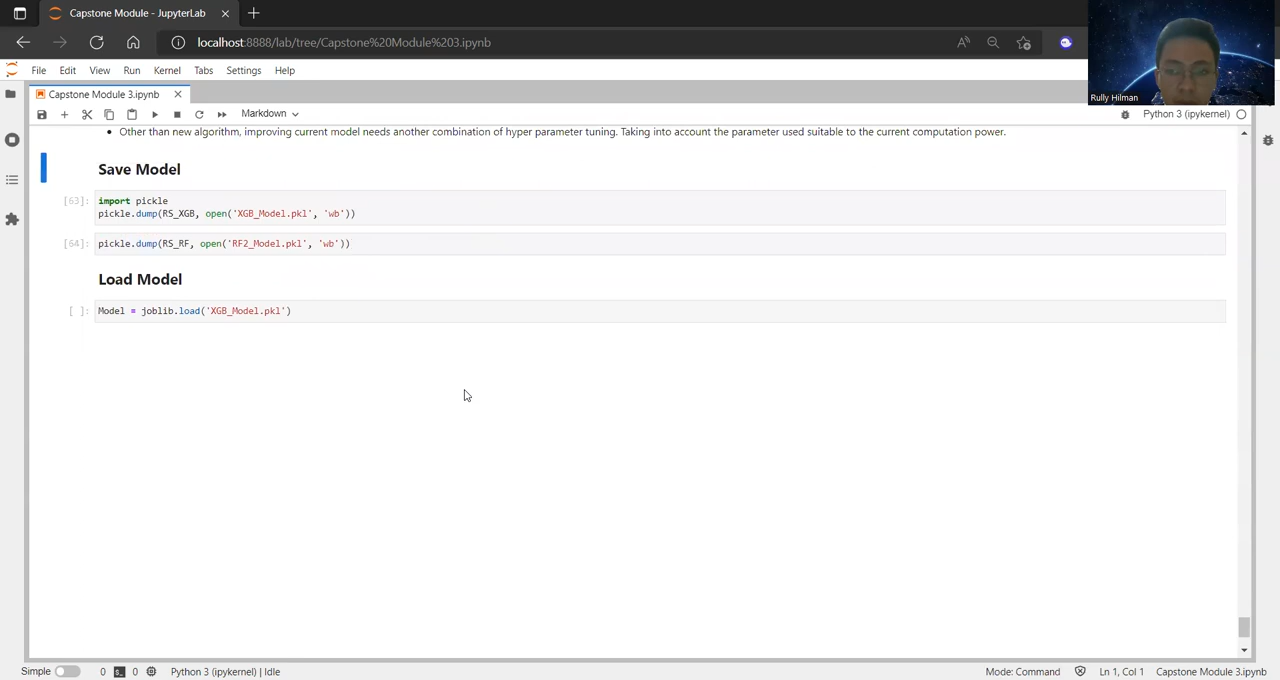 Capstone Module - JupyterLab
localhost:8888/lab/tree/Capstone%20Module%203.ipynb
Rully Hilman
File Edit View Run Kernel Tabs Settings Help
Capstone Module 3.ipynb
Markdown
Python 3 (ipykernel)
Other than new algorithm, improving current model needs another combination of hyper parameter tuning. Taking into account the parameter used suitable to the current computation power.
Save Model
[63]: import pickle
pickle.dump(RS_XGB, open('XGB_Model.pkl', 'wb'))
[64]: pickle.dump(RS_RF, open('RF2_Model.pkl', 'wb'))
Load Model
[ ]: Model = joblib.load('XGB_Model.pkl')
Simple 0 0 Python 3 (ipykernel) | Idle Mode: Command Ln 1, Col 1 Capstone Module 3.ipynb